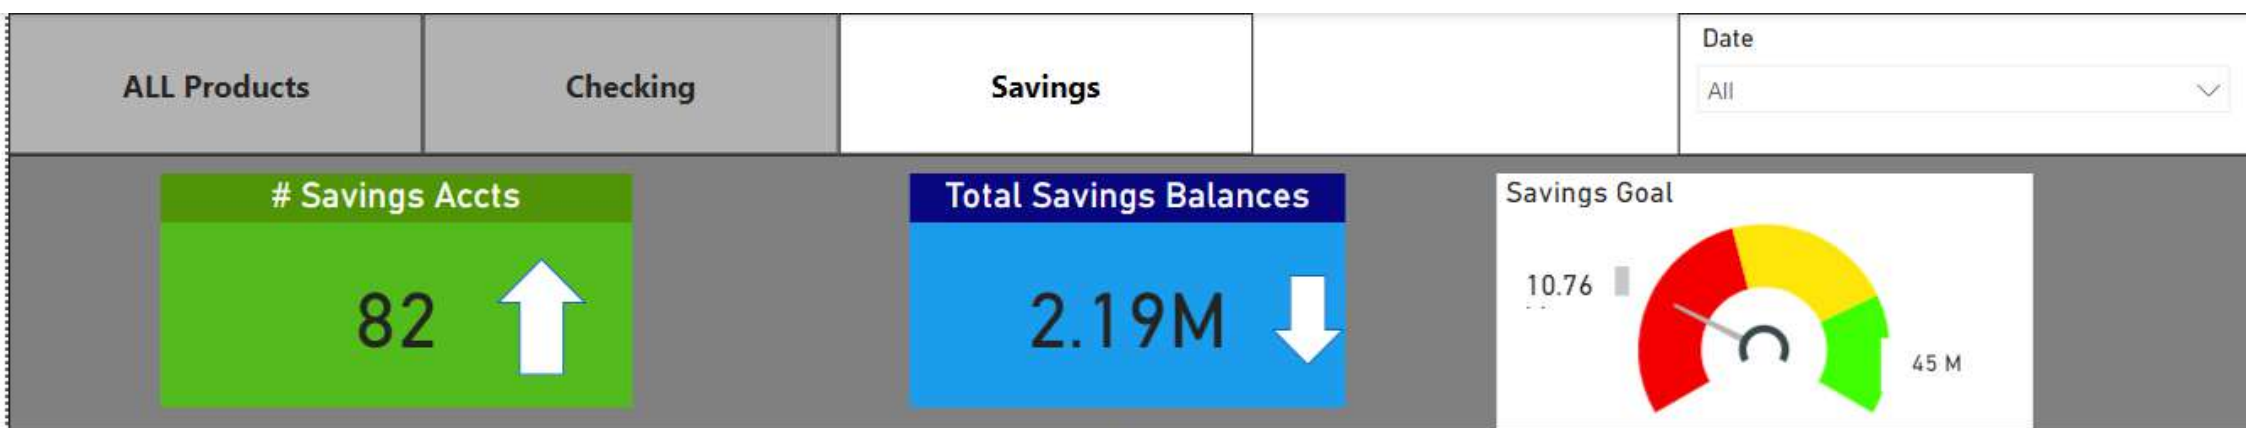 ALL Products
Checking
Savings
Date
All
# Savings Accts
82
Total Savings Balances
2.19M
Savings Goal
10.76
45 M